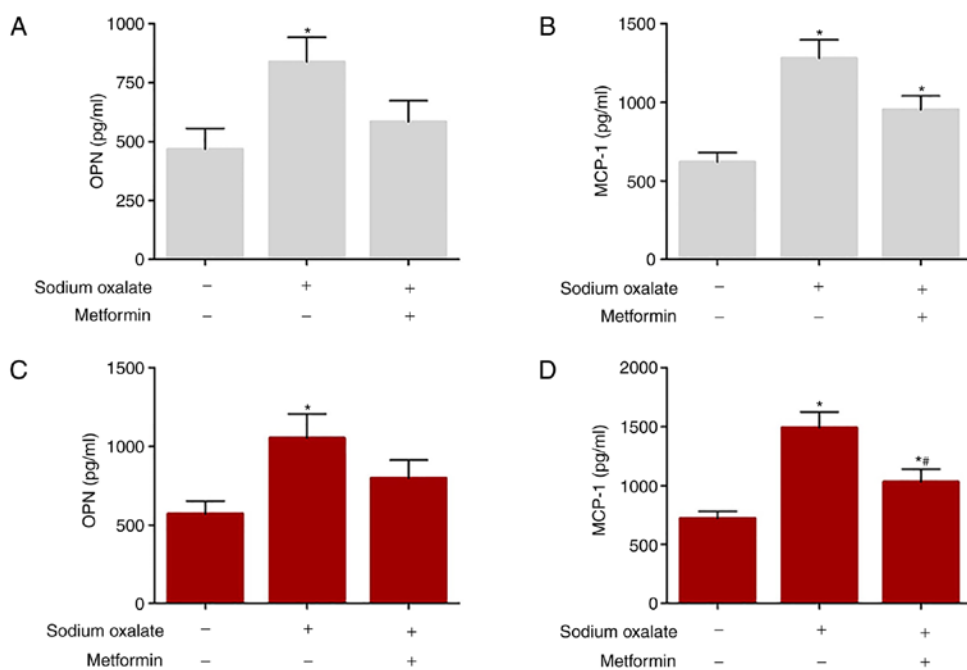 A
OPN (pg/ml)
1000
750
500
250
0
*
Sodium oxalate – + +
Metformin – – +
B
MCP-1 (pg/ml)
1500
1000
500
0
* *
Sodium oxalate – + +
Metformin – – +
C
OPN (pg/ml)
1500
1000
500
0
*
Sodium oxalate – + +
Metformin – – +
D
MCP-1 (pg/ml)
2000
1500
1000
500
0
* *#
Sodium oxalate – + +
Metformin – – +